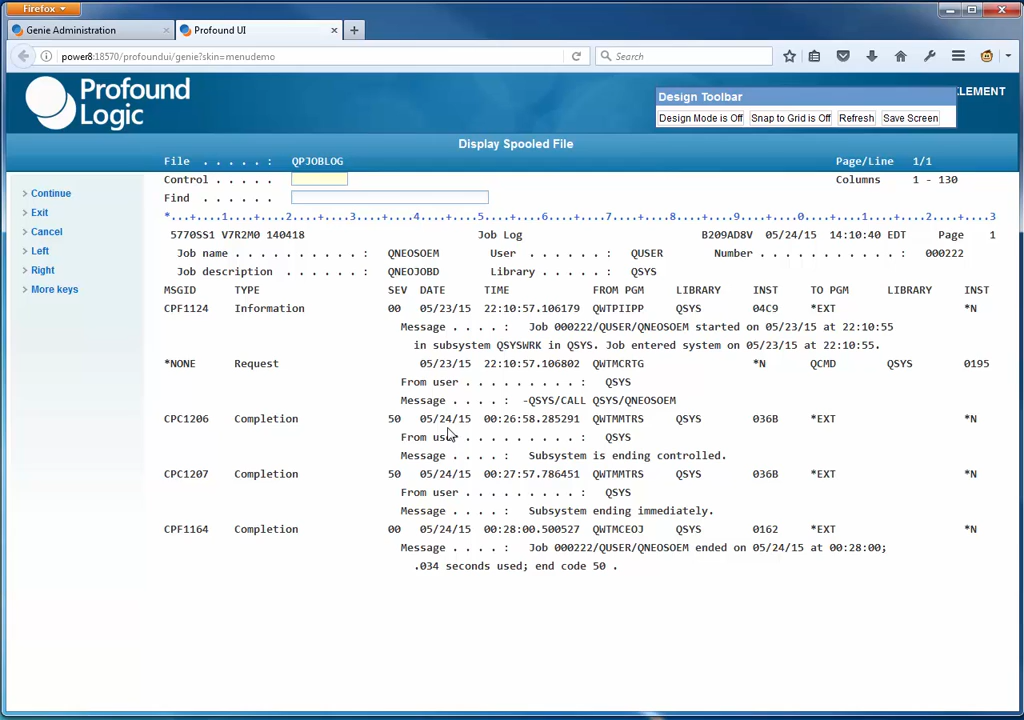 Firefox
Genie Administration × Profound UI × +
power8:18570/profoundui/genie?skin=menudemo Search
Profound Logic
Design Toolbar
Design Mode is Off Snap to Grid is Off Refresh Save Screen
LEMENT
Display Spooled File
File . . . . . : QPJOBLOG Page/Line 1/1
Control . . . . . Columns 1 - 130
Find . . . . . .
*...+....1....+....2....+....3....+....4....+....5....+....6....+....7....+....8....+....9....+....0....+....1....+....2....+....3
5770SS1 V7R2M0 140418 Job Log B209AD8V 05/24/15 14:10:40 EDT Page 1
Job name . . . . . . . . . . : QNEOSOEM User . . . . . . : QUSER Number . . . . . . . . . . . : 000222
Job description . . . . . . : QNEOJOBD Library . . . . . : QSYS
MSGID TYPE SEV DATE TIME FROM PGM LIBRARY INST TO PGM LIBRARY INST
CPF1124 Information 00 05/23/15 22:10:57.106179 QWTPIIPP QSYS 04C9 *EXT *N
Message . . . . : Job 000222/QUSER/QNEOSOEM started on 05/23/15 at 22:10:55
in subsystem QSYSWRK in QSYS. Job entered system on 05/23/15 at 22:10:55.
*NONE Request 05/23/15 22:10:57.106802 QWTMCRTG *N QCMD QSYS 0195
From user . . . . . . . . . : QSYS
Message . . . . : -QSYS/CALL QSYS/QNEOSOEM
CPC1206 Completion 50 05/24/15 00:26:58.285291 QWTMMTRS QSYS 036B *EXT *N
From user . . . . . . . . . : QSYS
Message . . . . : Subsystem is ending controlled.
CPC1207 Completion 50 05/24/15 00:27:57.786451 QWTMMTRS QSYS 036B *EXT *N
From user . . . . . . . . . : QSYS
Message . . . . : Subsystem ending immediately.
CPF1164 Completion 00 05/24/15 00:28:00.500527 QWTMCEOJ QSYS 0162 *EXT *N
Message . . . . : Job 000222/QUSER/QNEOSOEM ended on 05/24/15 at 00:28:00;
.034 seconds used; end code 50 .
Continue
Exit
Cancel
Left
Right
More keys